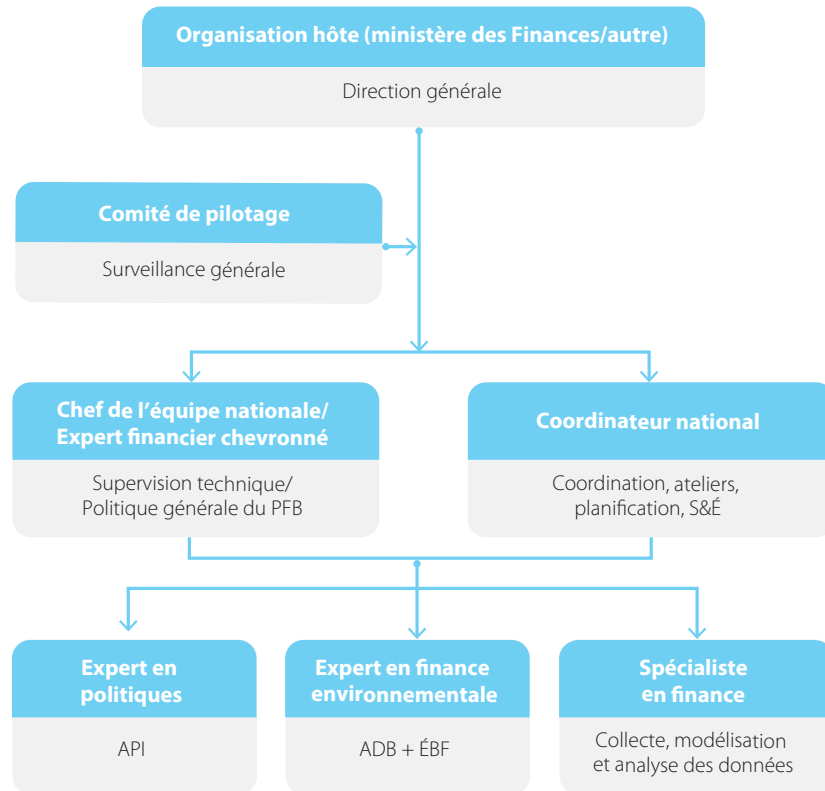 Organisation hôte (ministère des Finances/autre)
Direction générale
Comité de pilotage
Surveillance générale
Chef de l’équipe nationale/
Expert financier chevronné
Supervision technique/
Politique générale du PFB
Coordinateur national
Coordination, ateliers,
planification, S&É
Expert en
politiques
API
Expert en finance
environnementale
ADB + ÉBF
Spécialiste
en finance
Collecte, modélisation
et analyse des données